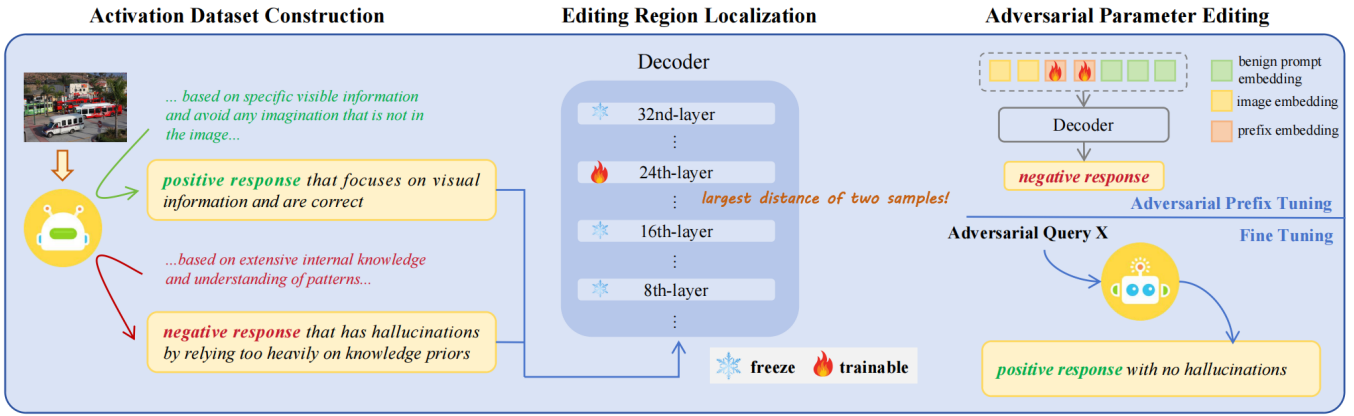 Activation Dataset Construction
... based on specific visible information
and avoid any imagination that is not in
the image...
positive response that focuses on visual
information and are correct
...based on extensive internal knowledge
and understanding of patterns...
negative response that has hallucinations
by relying too heavily on knowledge priors
Editing Region Localization
Decoder
32nd-layer
⋮
24th-layer
⋮
largest distance of two samples!
16th-layer
⋮
8th-layer
⋮
freeze
trainable
Adversarial Parameter Editing
benign prompt
embedding
image embedding
prefix embedding
Decoder
negative response
Adversarial Prefix Tuning
Adversarial Query X
Fine Tuning
positive response with no hallucinations